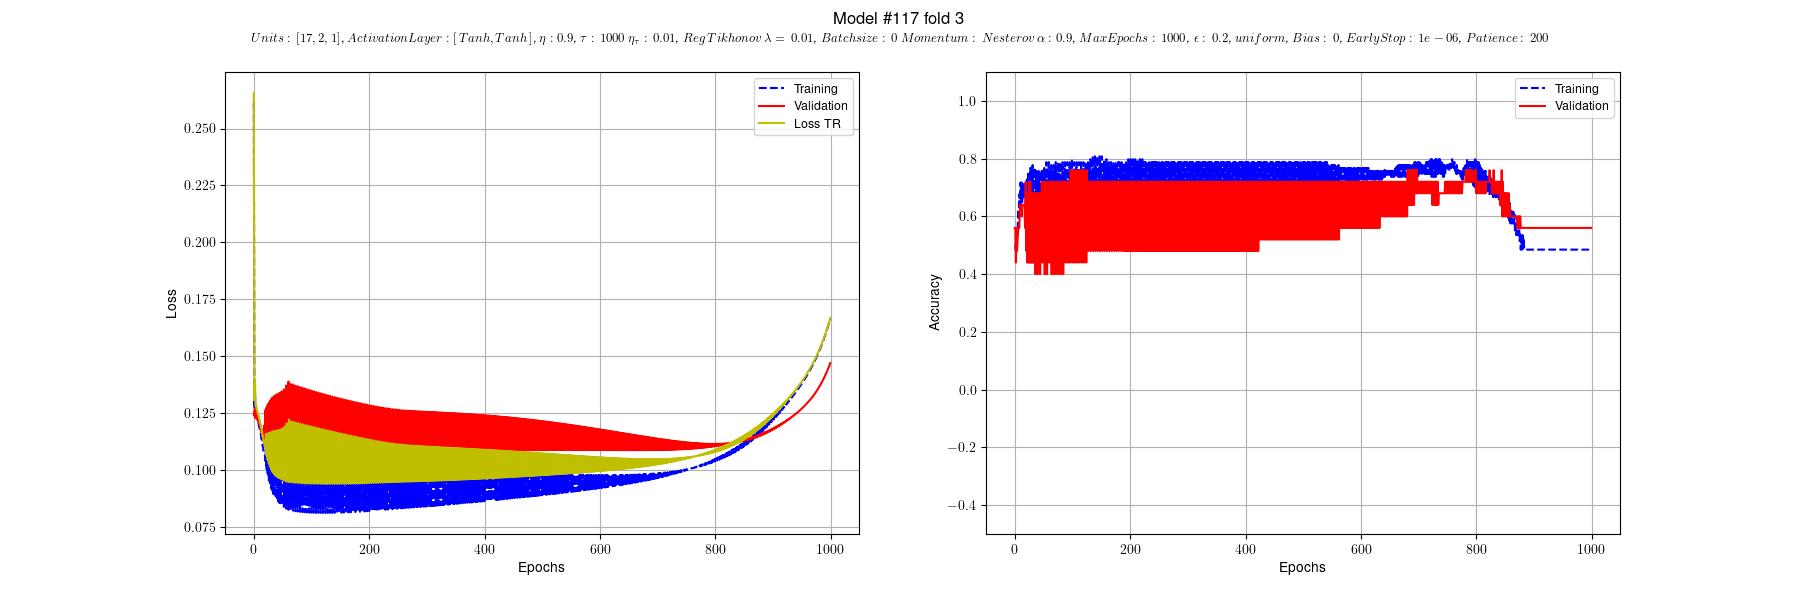 Model #117 fold 3
Units : [17, 2, 1], ActivationLayer : [Tanh, Tanh], η : 0.9, τ : 1000 ητ : 0.01, RegTikhonov λ = 0.01, Batchsize : 0 Momentum : Nesterov α : 0.9, MaxEpochs : 1000, ϵ : 0.2, uniform, Bias : 0, EarlyStop : 1e − 06, Patience : 200
Loss
0.250
0.225
0.200
0.175
0.150
0.125
0.100
0.075
0 200 400 600 800 1000
Epochs
Training
Validation
Loss TR
Accuracy
1.0
0.8
0.6
0.4
0.2
0.0
−0.2
−0.4
0 200 400 600 800 1000
Epochs
Training
Validation